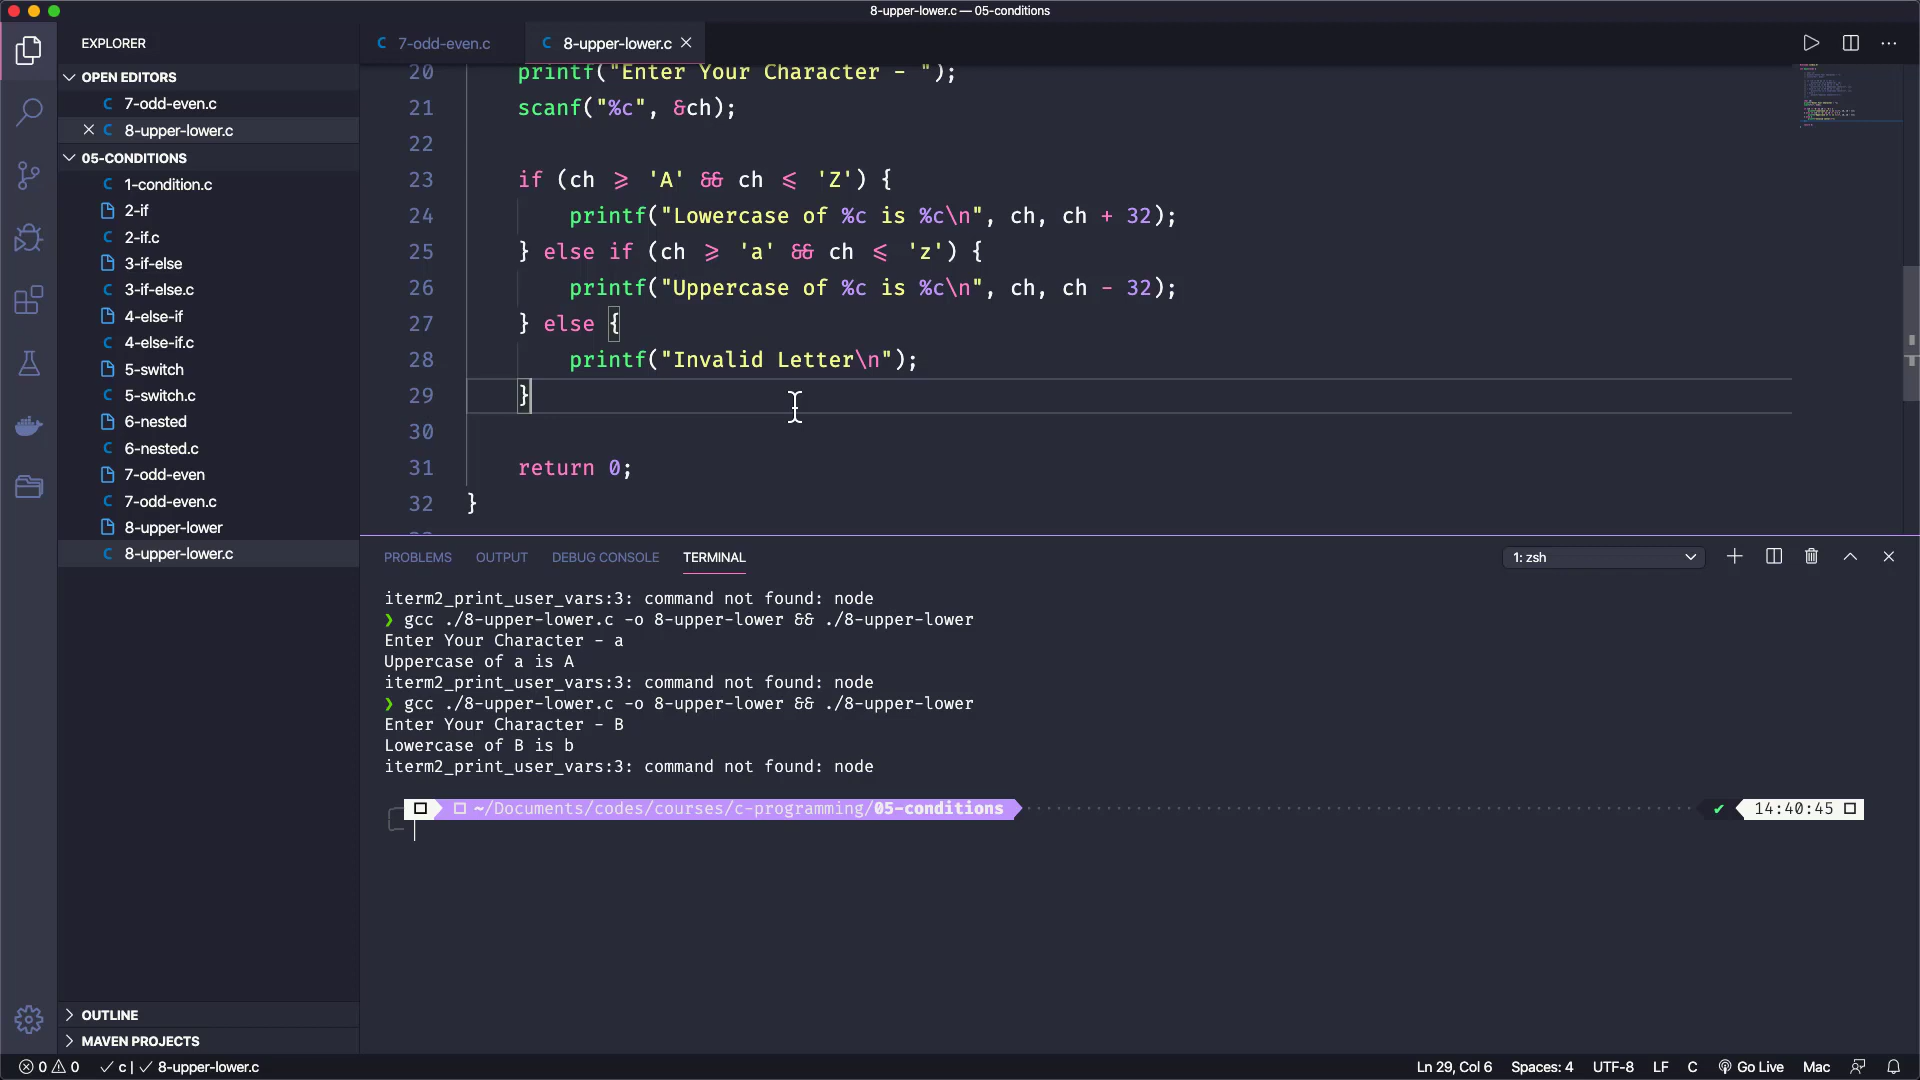 8-upper-lower.c — 05-conditions
EXPLORER
OPEN EDITORS
7-odd-even.c
8-upper-lower.c
05-CONDITIONS
1-condition.c
2-if
2-if.c
3-if-else
3-if-else.c
4-else-if
4-else-if.c
5-switch
5-switch.c
6-nested
6-nested.c
7-odd-even
7-odd-even.c
8-upper-lower
8-upper-lower.c
OUTLINE
MAVEN PROJECTS
7-odd-even.c
8-upper-lower.c
20 printf("Enter Your Character - ");
21 scanf("%c", &ch);
22
23 if (ch >= 'A' && ch <= 'Z') {
24 printf("Lowercase of %c is %c\n", ch, ch + 32);
25 } else if (ch >= 'a' && ch <= 'z') {
26 printf("Uppercase of %c is %c\n", ch, ch - 32);
27 } else {
28 printf("Invalid Letter\n");
29 }
30
31 return 0;
32 }
PROBLEMS OUTPUT DEBUG CONSOLE TERMINAL 1: zsh
iterm2_print_user_vars:3: command not found: node
❯ gcc ./8-upper-lower.c -o 8-upper-lower && ./8-upper-lower
Enter Your Character - a
Uppercase of a is A
iterm2_print_user_vars:3: command not found: node
❯ gcc ./8-upper-lower.c -o 8-upper-lower && ./8-upper-lower
Enter Your Character - B
Lowercase of B is b
iterm2_print_user_vars:3: command not found: node
~/Documents/codes/courses/c-programming/05-conditions ✔ 14:40:45
0 0 ✓ c | ✓ 8-upper-lower.c Ln 29, Col 6 Spaces: 4 UTF-8 LF C Go Live Mac